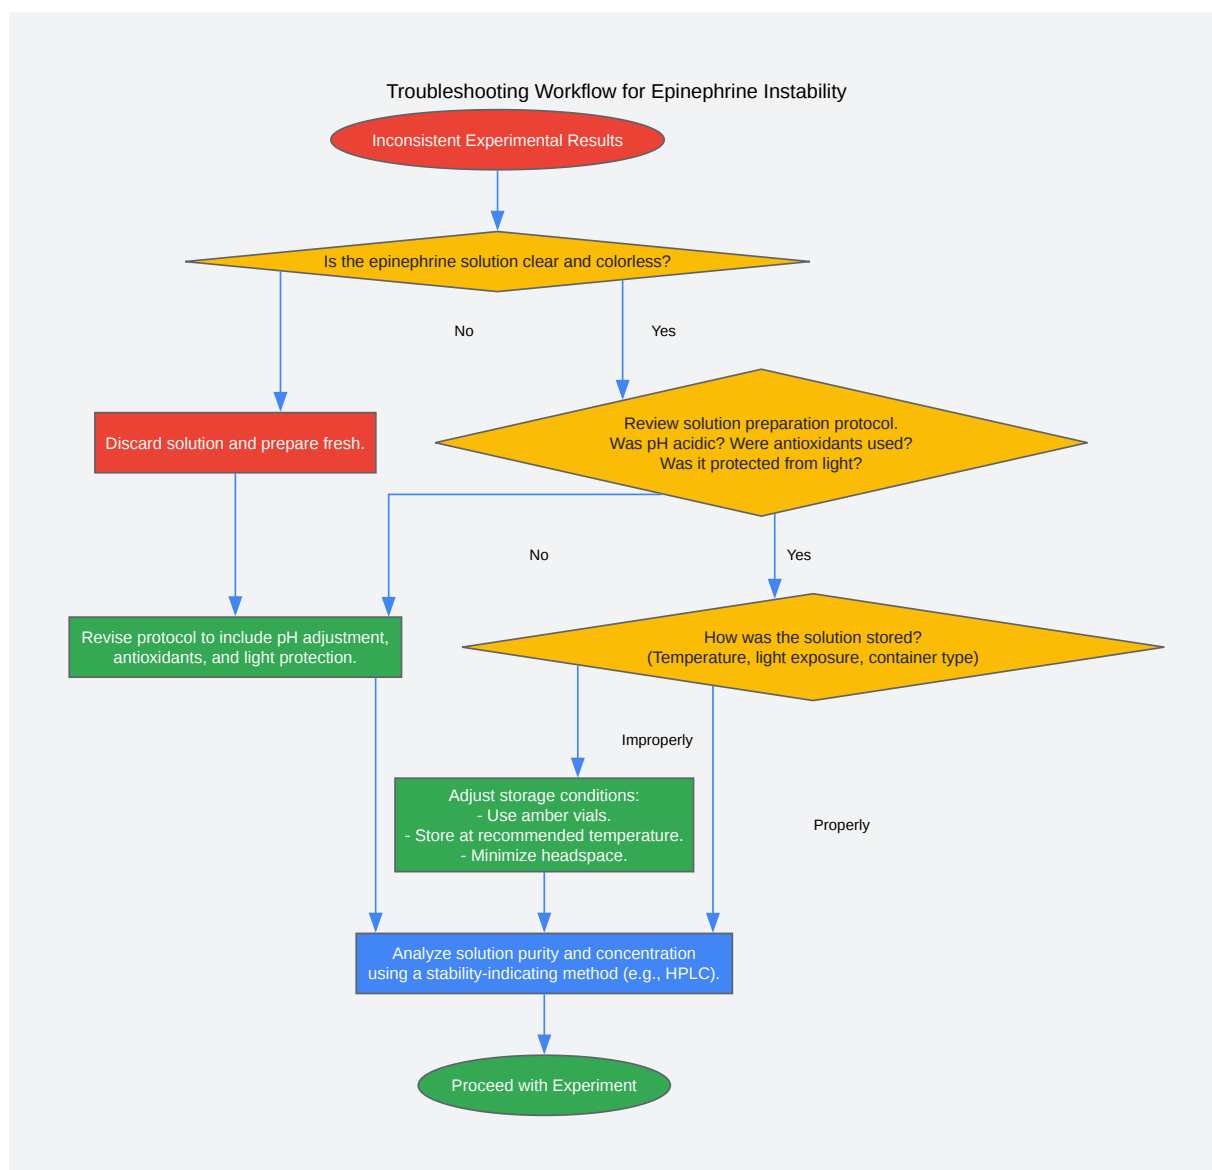 Troubleshooting Workflow for Epinephrine Instability
Inconsistent Experimental Results
Is the epinephrine solution clear and colorless?
No
Yes
Discard solution and prepare fresh.
Review solution preparation protocol.
Was pH acidic? Were antioxidants used?
Was it protected from light?
No
Yes
Revise protocol to include pH adjustment,
antioxidants, and light protection.
How was the solution stored?
(Temperature, light exposure, container type)
Improperly
Properly
Adjust storage conditions:
- Use amber vials.
- Store at recommended temperature.
- Minimize headspace.
Analyze solution purity and concentration
using a stability-indicating method (e.g., HPLC).
Proceed with Experiment